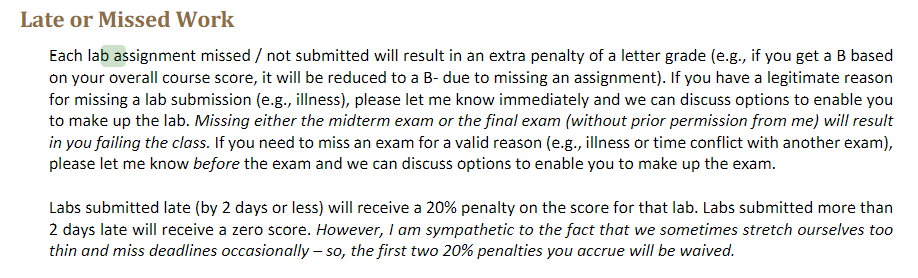 Late or Missed Work
Each lab assignment missed / not submitted will result in an extra penalty of a letter grade (e.g., if you get a B based
on your overall course score, it will be reduced to a B- due to missing an assignment). If you have a legitimate reason
for missing a lab submission (e.g., illness), please let me know immediately and we can discuss options to enable you
to make up the lab. Missing either the midterm exam or the final exam (without prior permission from me) will result
in you failing the class. If you need to miss an exam for a valid reason (e.g., illness or time conflict with another exam),
please let me know before the exam and we can discuss options to enable you to make up the exam.
Labs submitted late (by 2 days or less) will receive a 20% penalty on the score for that lab. Labs submitted more than
2 days late will receive a zero score. However, I am sympathetic to the fact that we sometimes stretch ourselves too
thin and miss deadlines occasionally – so, the first two 20% penalties you accrue will be waived.